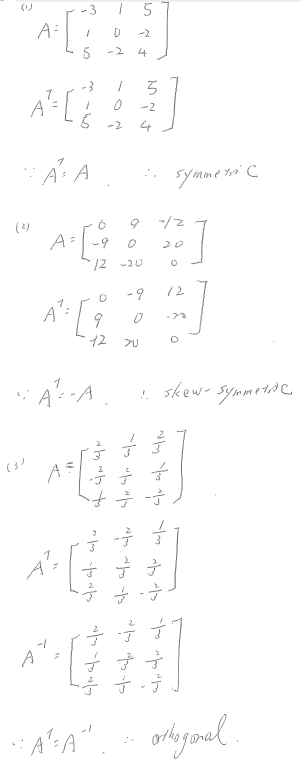 (1)
A = [ -3 1 5
1 0 -2
5 -2 4 ]
A^T = [ -3 1 5
1 0 -2
5 -2 4 ]
∵ A^T = A . ∴ symmetric
(2)
A = [ 0 9 -12
-9 0 20
12 -20 0 ]
A^T = [ 0 -9 12
9 0 -20
-12 20 0 ]
∵ A^T = -A . ∴ skew-symmetric
(3)
A = [ 2/3 1/3 2/3
-2/3 2/3 1/3
1/3 2/3 -2/3 ]
A^T = [ 2/3 -2/3 1/3
1/3 2/3 2/3
2/3 1/3 -2/3 ]
A^-1 = [ 2/3 -2/3 1/3
1/3 2/3 2/3
2/3 1/3 -2/3 ]
∵ A^T = A^-1 ∴ orthogonal.